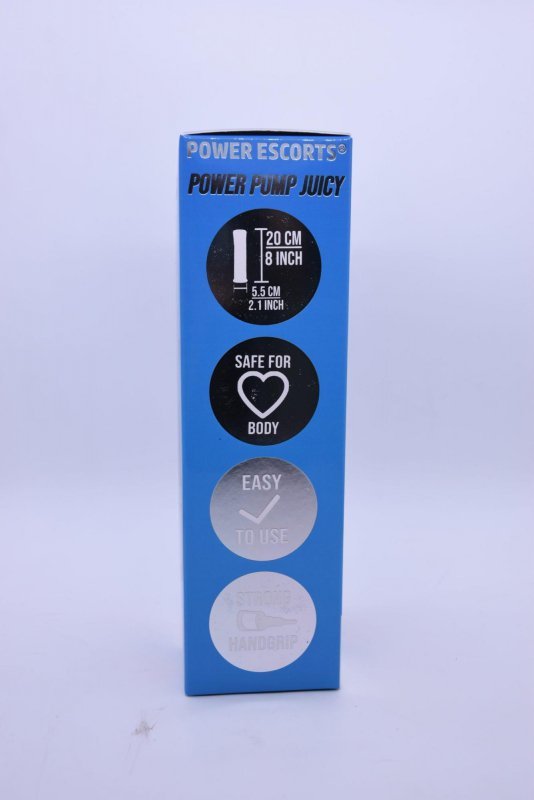 POWER ESCORTS®
POWER PUMP JUICY
20 CM
8 INCH
5.5 CM
2.1 INCH
SAFE FOR
BODY
EASY
TO USE
STRONG
HANDGRIP